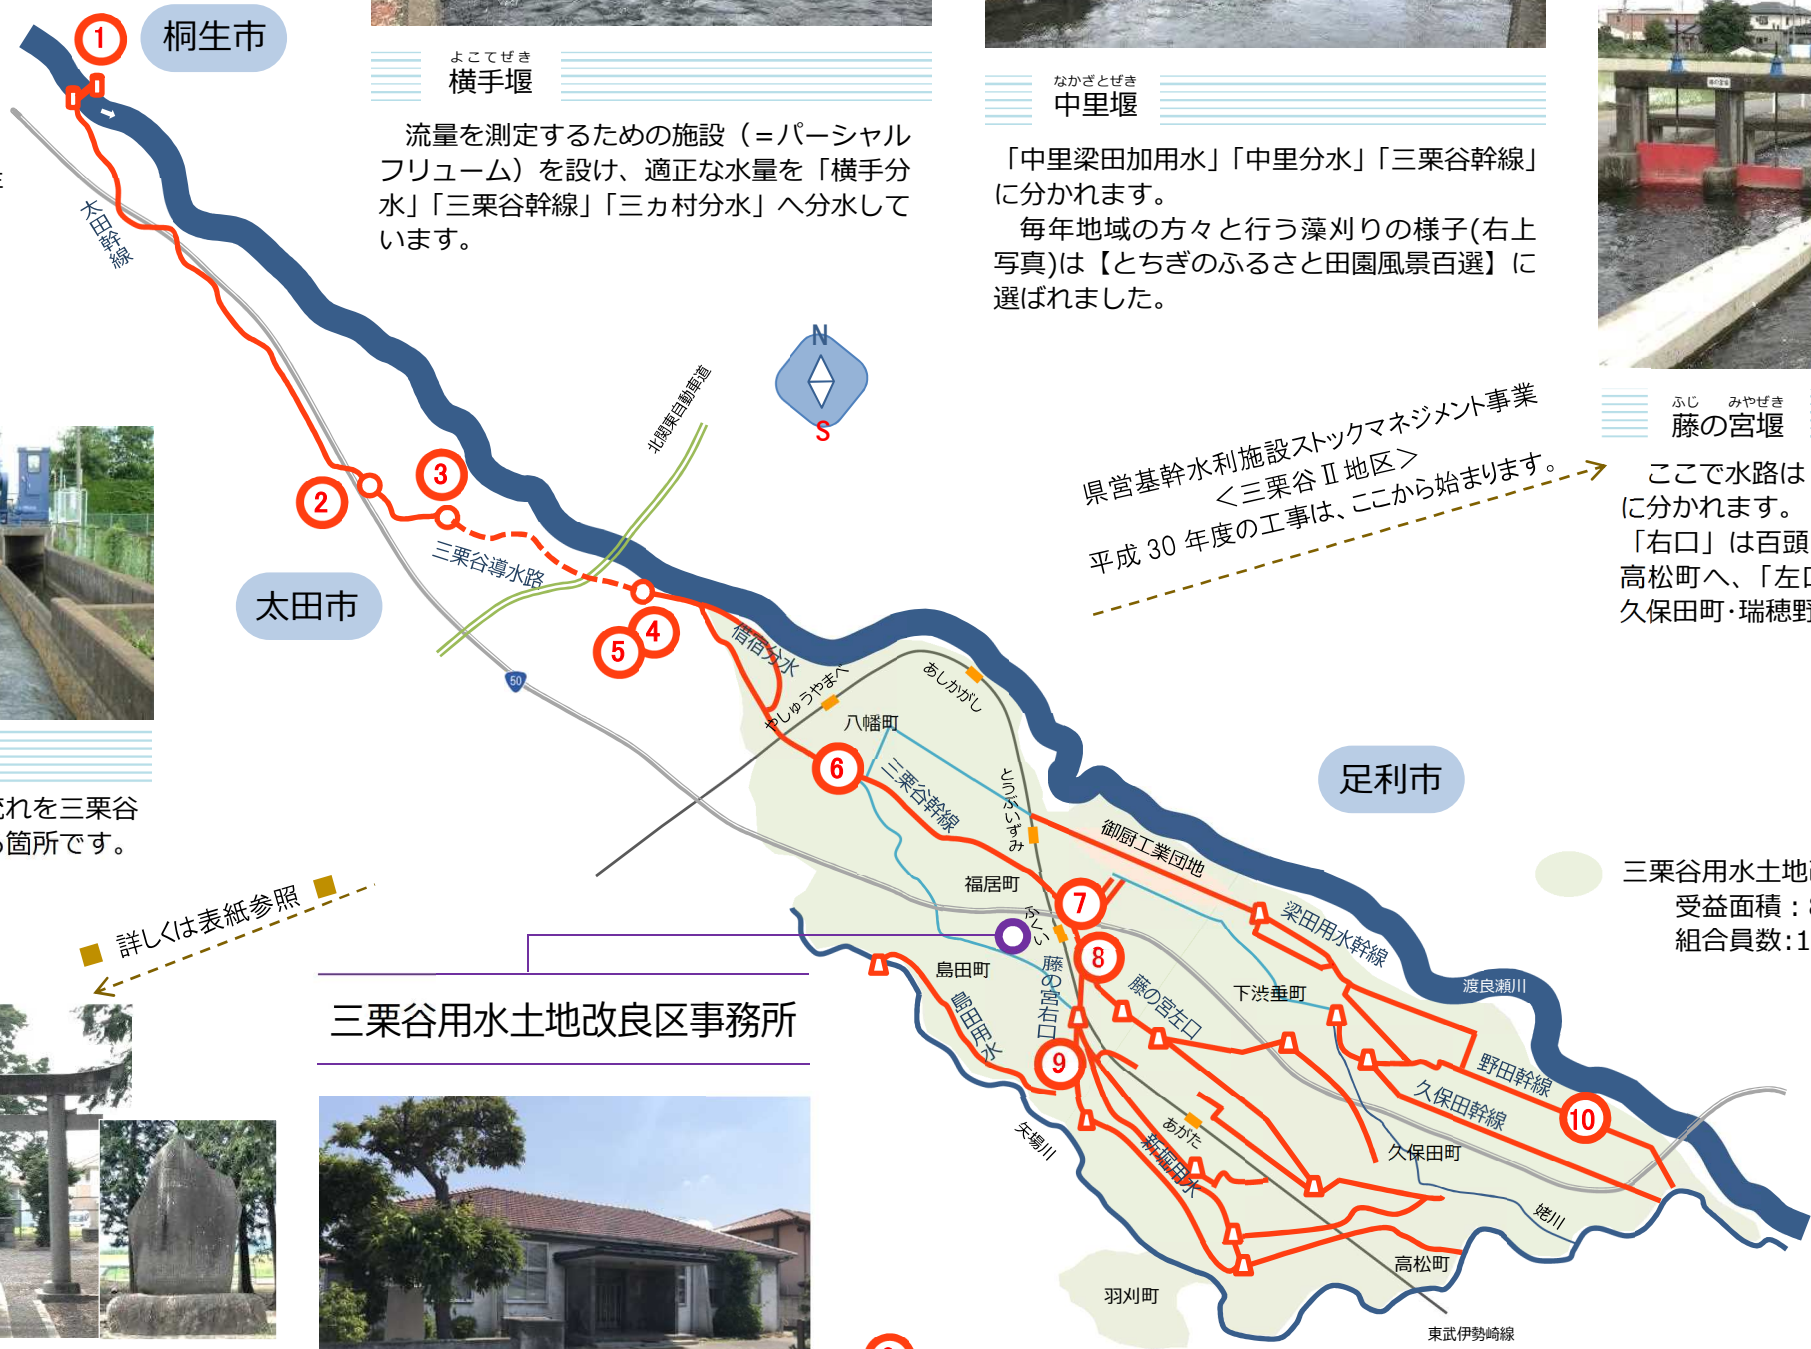 桐生市
1
よこてぜき
横手堰
流量を測定するための施設（=パーシャル
フリューム）を設け、適正な水量を「横手分
水」「三栗谷幹線」「三ヵ村分水」へ分水して
います。
なかざとぜき
中里堰
「中里梁田加用水」「中里分水」「三栗谷幹線」
に分かれます。
毎年地域の方々と行う藻刈りの様子(右上
写真)は【とちぎのふるさと田園風景百選】に
選ばれました。
ふじ みやぜき
藤の宮堰
ここで水路は
に分かれます。
「右口」は百頭
高松町へ、「左口
久保田町･瑞穂野
県営基幹水利施設ストックマネジメント事業
＜三栗谷Ⅱ地区＞
平成 30 年度の工事は、ここから始まります。
N
S
太田幹線
北関東自動車道
2
3
三栗谷導水路
太田市
4
5
50
借宿分水
やしゅうやまべ
あしかがし
八幡町
6
三栗谷幹線
とうぶいずみ
足利市
御厨工業団地
福居町
7
ふくい
8
梁田用水幹線
島田町
藤の宮右口
藤の宮左口
下渋垂町
渡良瀬川
島田用水
9
野田幹線
久保田幹線
10
矢場川
あがた
新堀用水
久保田町
姥川
高松町
羽刈町
東武伊勢崎線
三栗谷用水土地改
受益面積：8
組合員数:1
流れを三栗谷
る箇所です。
詳しくは表紙参照
三栗谷用水土地改良区事務所